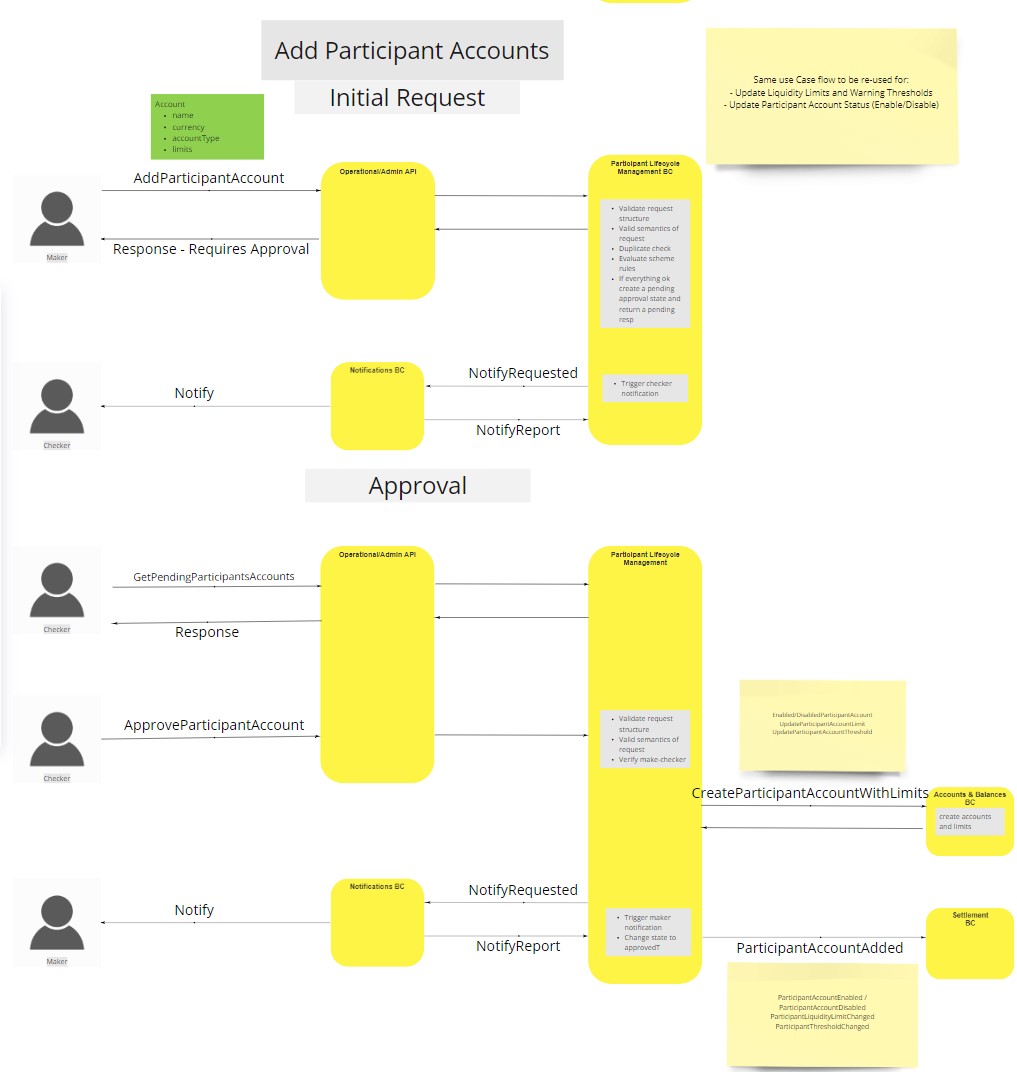 Add Participant Accounts
Initial Request
Same use Case flow to be re-used for:
- Update Liquidity Limits and Warning Thresholds
- Update Participant Account Status (Enable/Disable)
Account
• name
• currency
• accountType
• limits
AddParticipantAccount
Response - Requires Approval
Maker
Operational/Admin API
Participant Lifecycle
Management BC
• Validate request
structure
• Valid semantics of
request
• Duplicate check
• Evaluate scheme
rules
• If everything ok
create a pending
approval state and
return a pending
resp
Notify
Checker
Notifications BC
NotifyRequested
NotifyReport
• Trigger checker
notification
Approval
GetPendingParticipantsAccounts
Response
Checker
Operational/Admin API
Participant Lifecycle
Management
ApproveParticipantAccount
Checker
• Validate request
structure
• Valid semantics of
request
• Verify make-checker
Enabled/DisabledParticipantAccount
UpdateParticipantAccountLimit
UpdateParticipantAccountThreshold
CreateParticipantAccountWithLimits
Accounts & Balances
BC
create accounts
and limits
Notify
Maker
Notifications BC
NotifyRequested
NotifyReport
• Trigger maker
notification
• Change state to
approvedT
ParticipantAccountAdded
Settlement
BC
ParticipantAccountEnabled /
ParticipantAccountDisabled
ParticipantLiquidityLimitChanged
ParticipantThresholdChanged